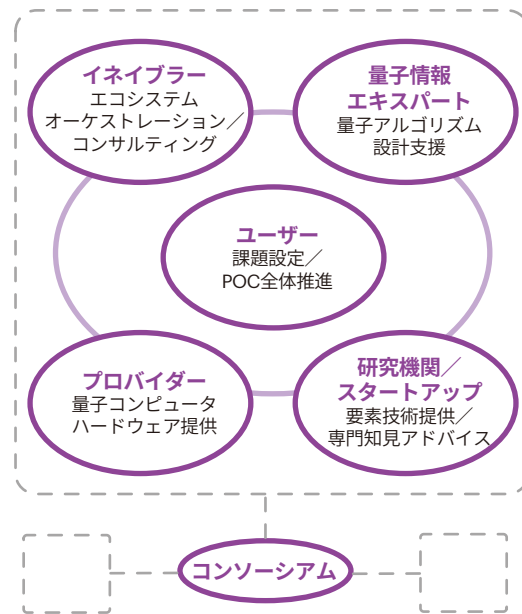 イネイブラー
エコシステム
オーケストレーション／
コンサルティング
量子情報
エキスパート
量子アルゴリズム
設計支援
ユーザー
課題設定／
POC全体推進
プロバイダー
量子コンピュータ
ハードウェア提供
研究機関／
スタートアップ
要素技術提供／
専門知見アドバイス
コンソーシアム